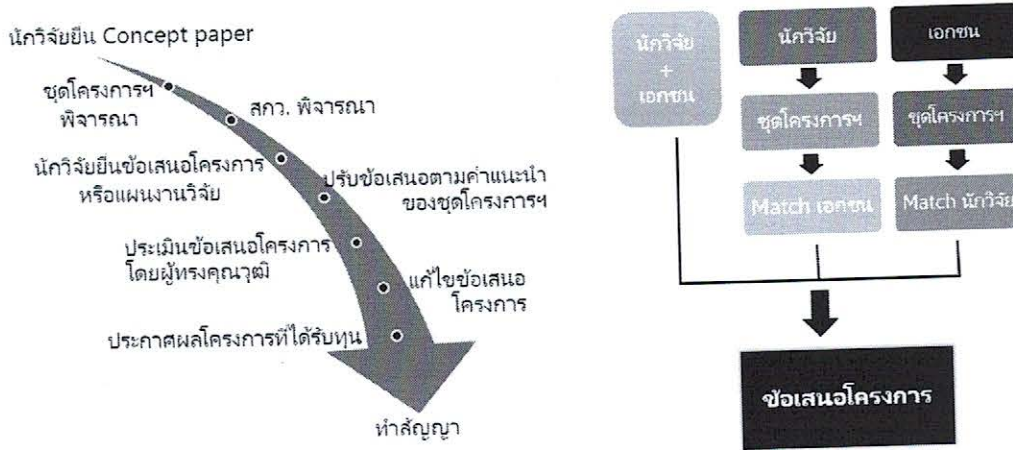 นักวิจัยยื่น Concept paper
ชุดโครงการฯ
พิจารณา
สกว. พิจารณา
นักวิจัยยื่นข้อเสนอโครงการ
หรือแผนงานวิจัย
ปรับข้อเสนอตามคำแนะนำ
ของชุดโครงการฯ
ประเมินข้อเสนอโครงการ
โดยผู้ทรงคุณวุฒิ
แก้ไขข้อเสนอ
โครงการ
ประกาศผลโครงการที่ได้รับทุน
ทำสัญญา
นักวิจัย
+
เอกชน
นักวิจัย
ชุดโครงการฯ
Match เอกชน
เอกชน
ชุดโครงการฯ
Match นักวิจัย
ข้อเสนอโครงการ